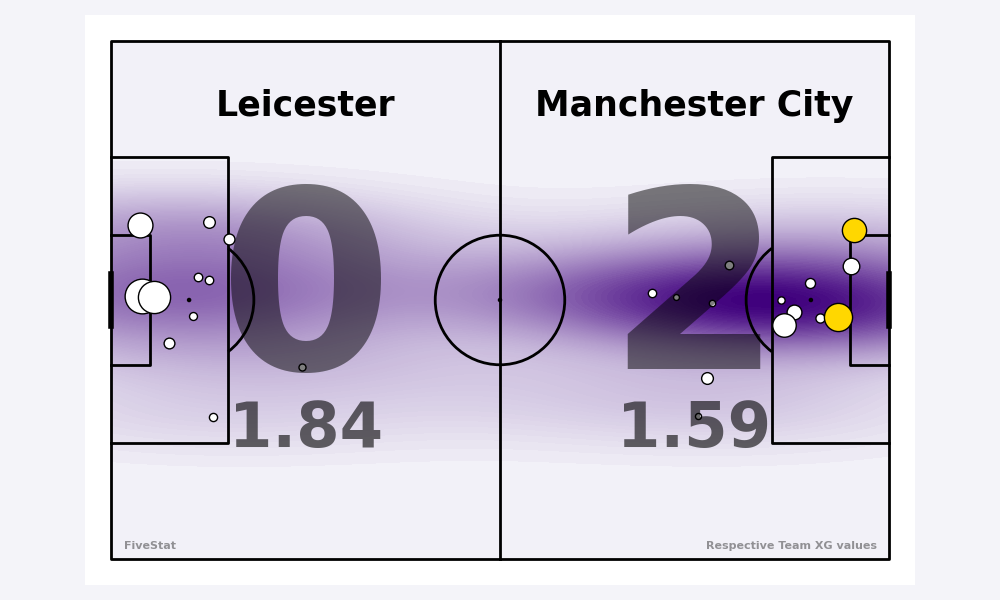 Leicester
Manchester City
0
2
1.84
1.59
FiveStat
Respective Team XG values